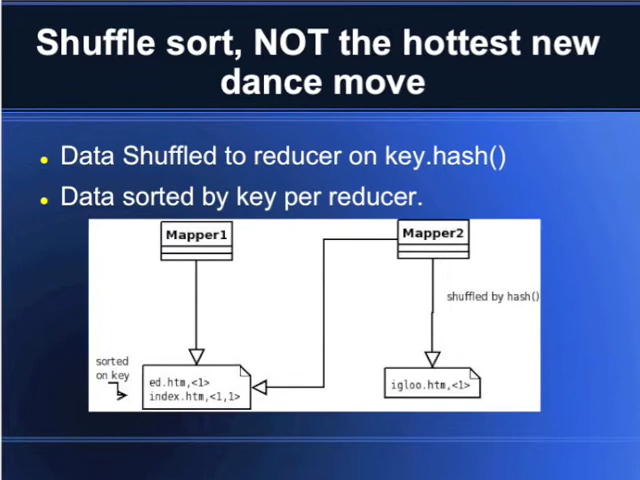 Shuffle sort, NOT the hottest new
dance move
Data Shuffled to reducer on key.hash()
Data sorted by key per reducer.
Mapper1
Mapper2
shuffled by hash()
sorted
on key
ed.htm,<1>
index.htm,<1,1>
igloo.htm,<1>